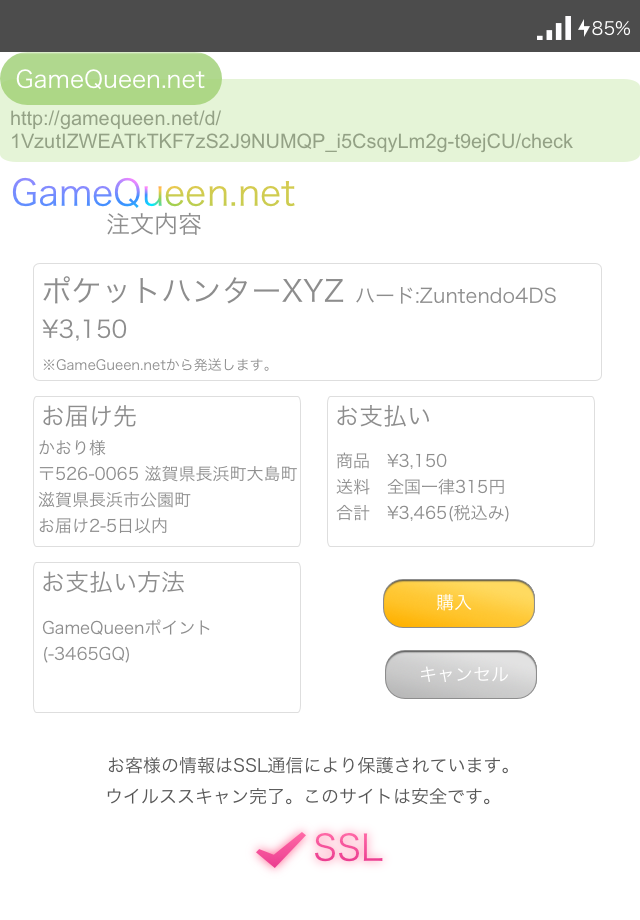 85%
GameQueen.net
http://gamequeen.net/d/
1VzutIZWEATkTKF7zS2J9NUMQP_i5CsqyLm2g-t9ejCU/check
GameQueen.net
注文内容
ポケットハンターXYZ ハード:Zuntendo4DS
¥3,150
※GameGueen.netから発送します。
お届け先
かおり様
〒526-0065 滋賀県長浜町大島町
滋賀県長浜市公園町
お届け2-5日以内
お支払い
商品 ¥3,150
送料 全国一律315円
合計 ¥3,465(税込み)
お支払い方法
GameQueenポイント
(-3465GQ)
購入
キャンセル
お客様の情報はSSL通信により保護されています。
ウイルススキャン完了。このサイトは安全です。
SSL